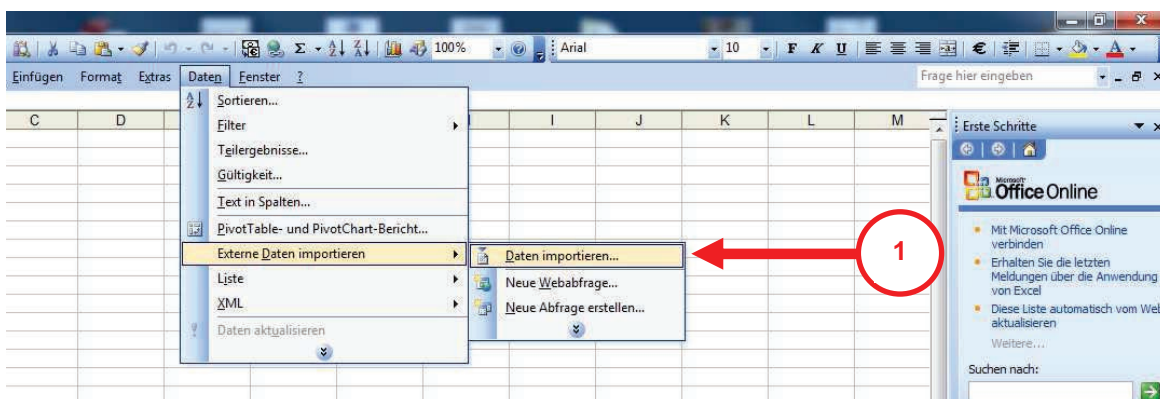 100% Arial 10 F K U €
Einfügen Format Extras Daten Fenster ? Frage hier eingeben
C D I J K L M
Sortieren...
Filter
Teilergebnisse...
Gültigkeit...
Text in Spalten...
PivotTable- und PivotChart-Bericht...
Externe Daten importieren
Liste
XML
Daten aktualisieren
Daten importieren...
Neue Webabfrage...
Neue Abfrage erstellen...
1
Erste Schritte
Microsoft
Office Online
Mit Microsoft Office Online
verbinden
Erhalten Sie die letzten
Meldungen über die Anwendung
von Excel
Diese Liste automatisch vom Web
aktualisieren
Weitere...
Suchen nach: